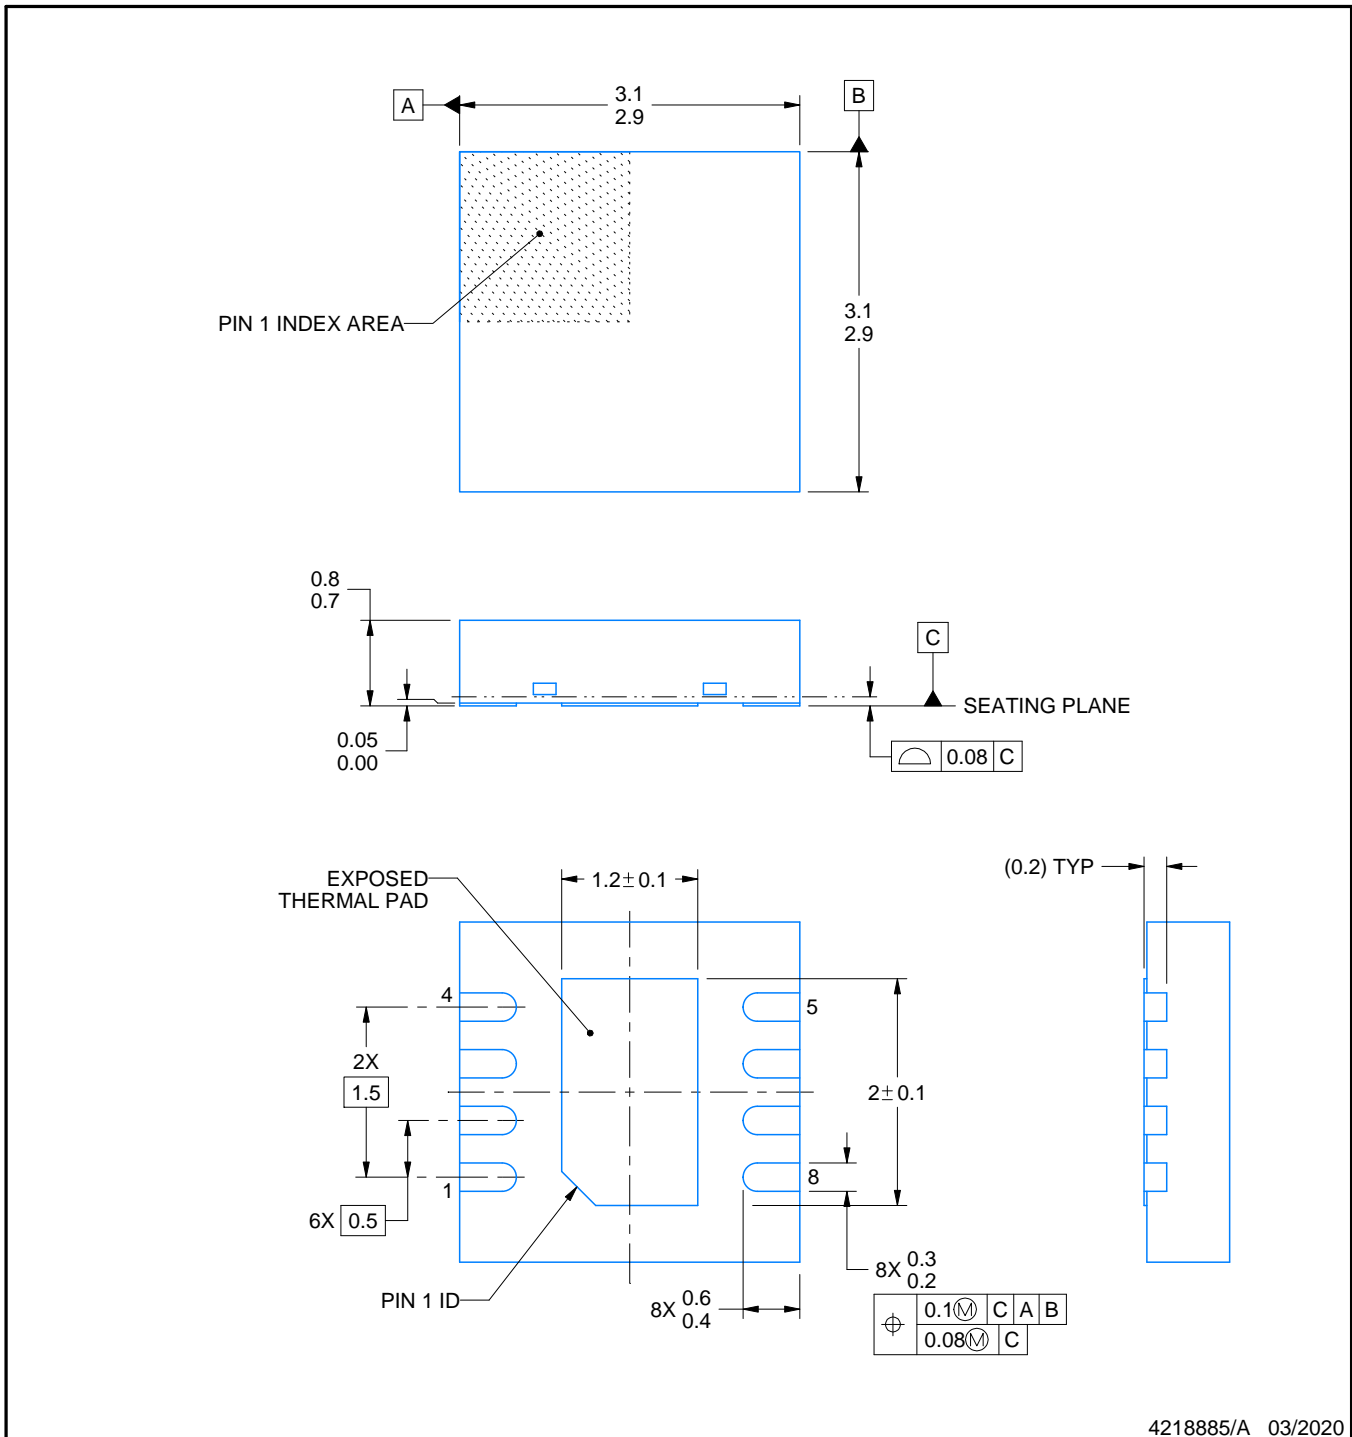 A
3.1
2.9
B
PIN 1 INDEX AREA
3.1
2.9
0.8
0.7
C
SEATING PLANE
0.05
0.00
0.08 C
EXPOSED
THERMAL PAD
1.2± 0.1
(0.2) TYP
4
5
2X
1.5
2± 0.1
1
8
6X 0.5
PIN 1 ID
8X 0.6
0.4
8X 0.3
0.2
0.1Ⓜ C A B
0.08Ⓜ C
4218885/A 03/2020